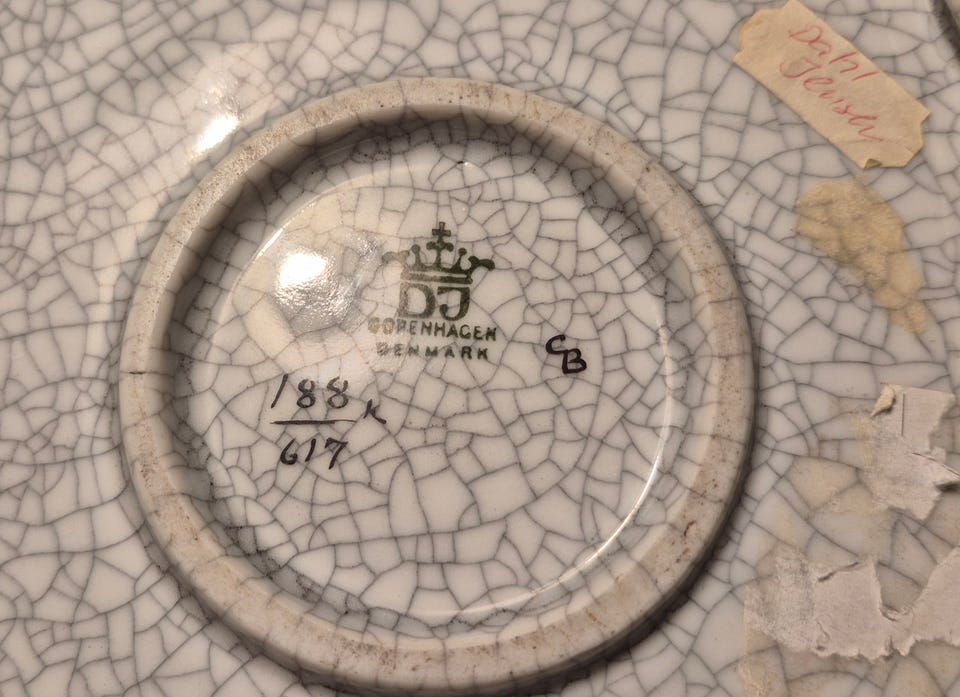 Dahl
Jensen
DJ
COPENHAGEN
DENMARK
CB
188 K
617